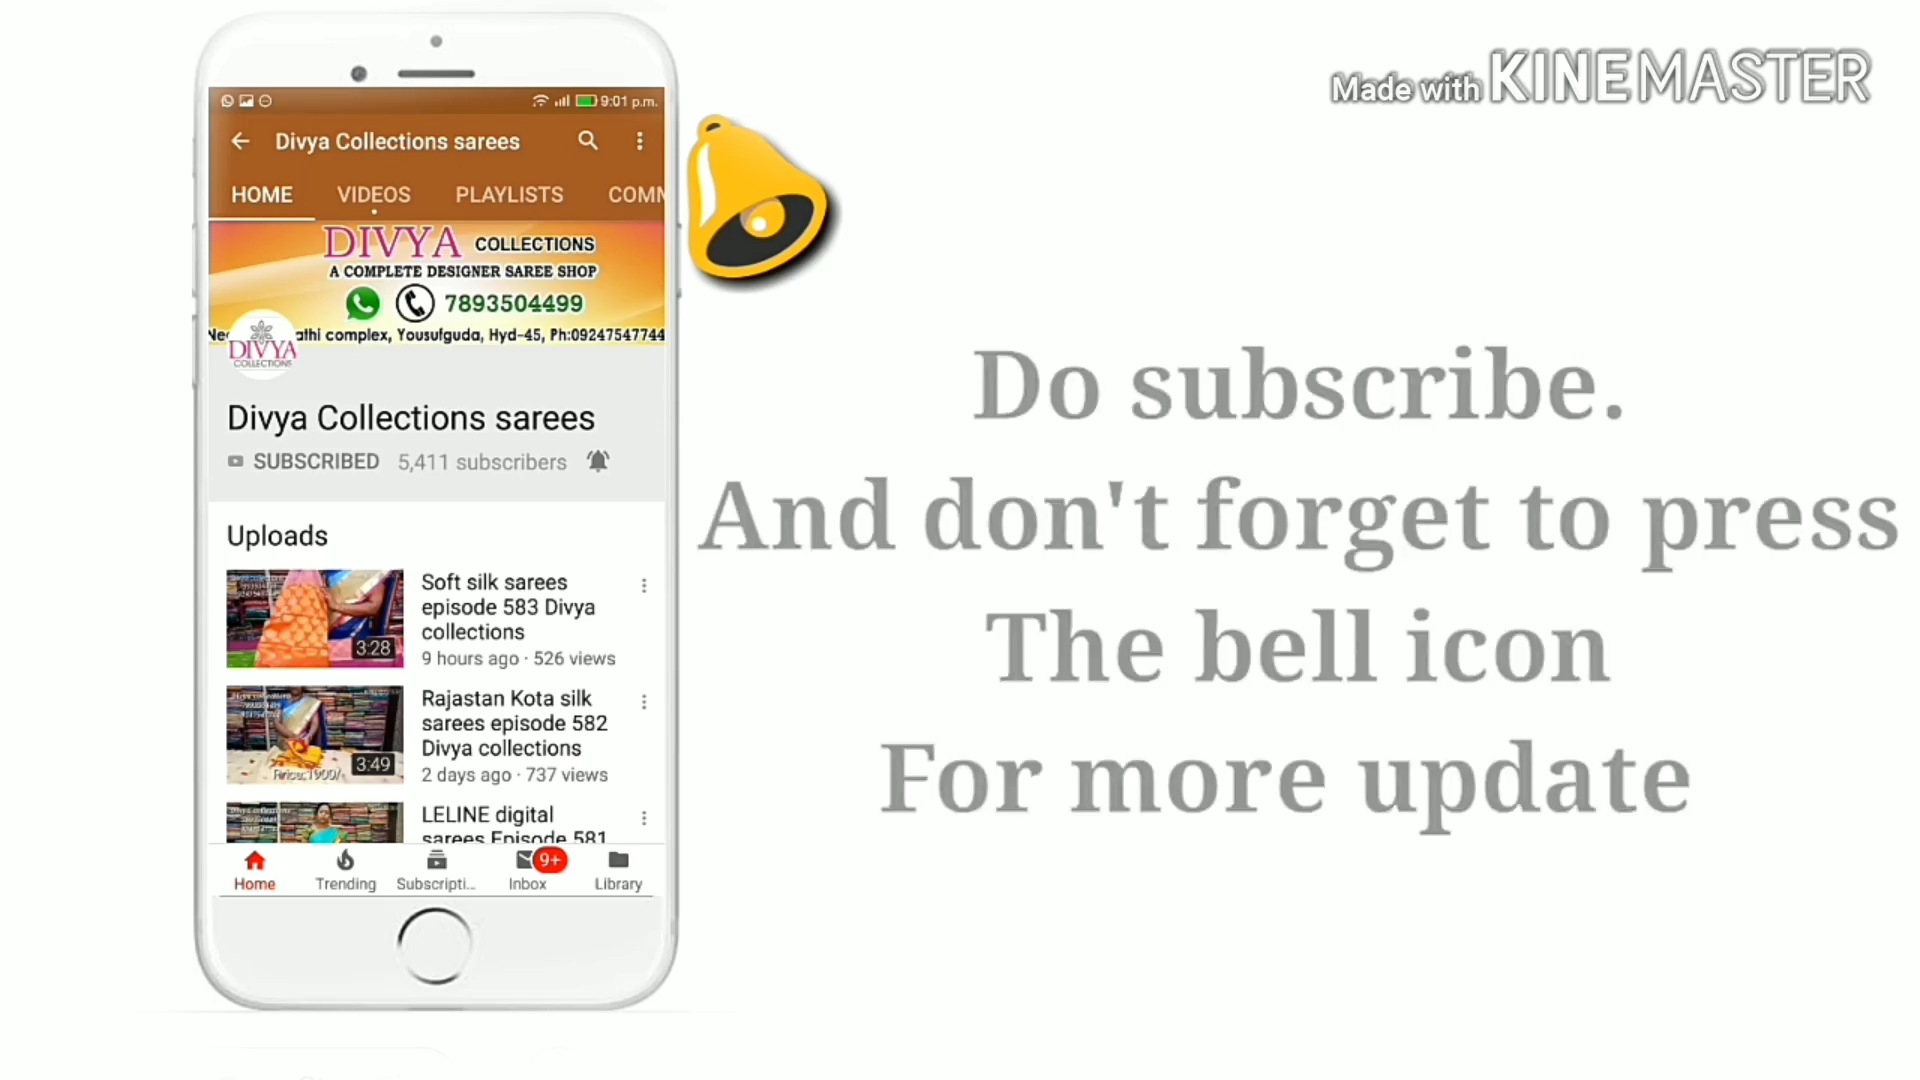 Made with KINEMASTER
9:01 p.m.
Divya Collections sarees
HOME VIDEOS PLAYLISTS COMM
DIVYA COLLECTIONS
A COMPLETE DESIGNER SAREE SHOP
7893504499
complex, Yousufguda, Hyd-45, Ph:09247547744
DIVYA
COLLECTIONS
Divya Collections sarees
SUBSCRIBED 5,411 subscribers
Uploads
Soft silk sarees
episode 583 Divya
collections
9 hours ago · 526 views
3:28
Rajastan Kota silk
sarees episode 582
Divya collections
2 days ago · 737 views
Price:1900/-
3:49
LELINE digital
sarees Episode 581
Home Trending Subscripti... Inbox 9+ Library
Do subscribe.
And don't forget to press
The bell icon
For more update